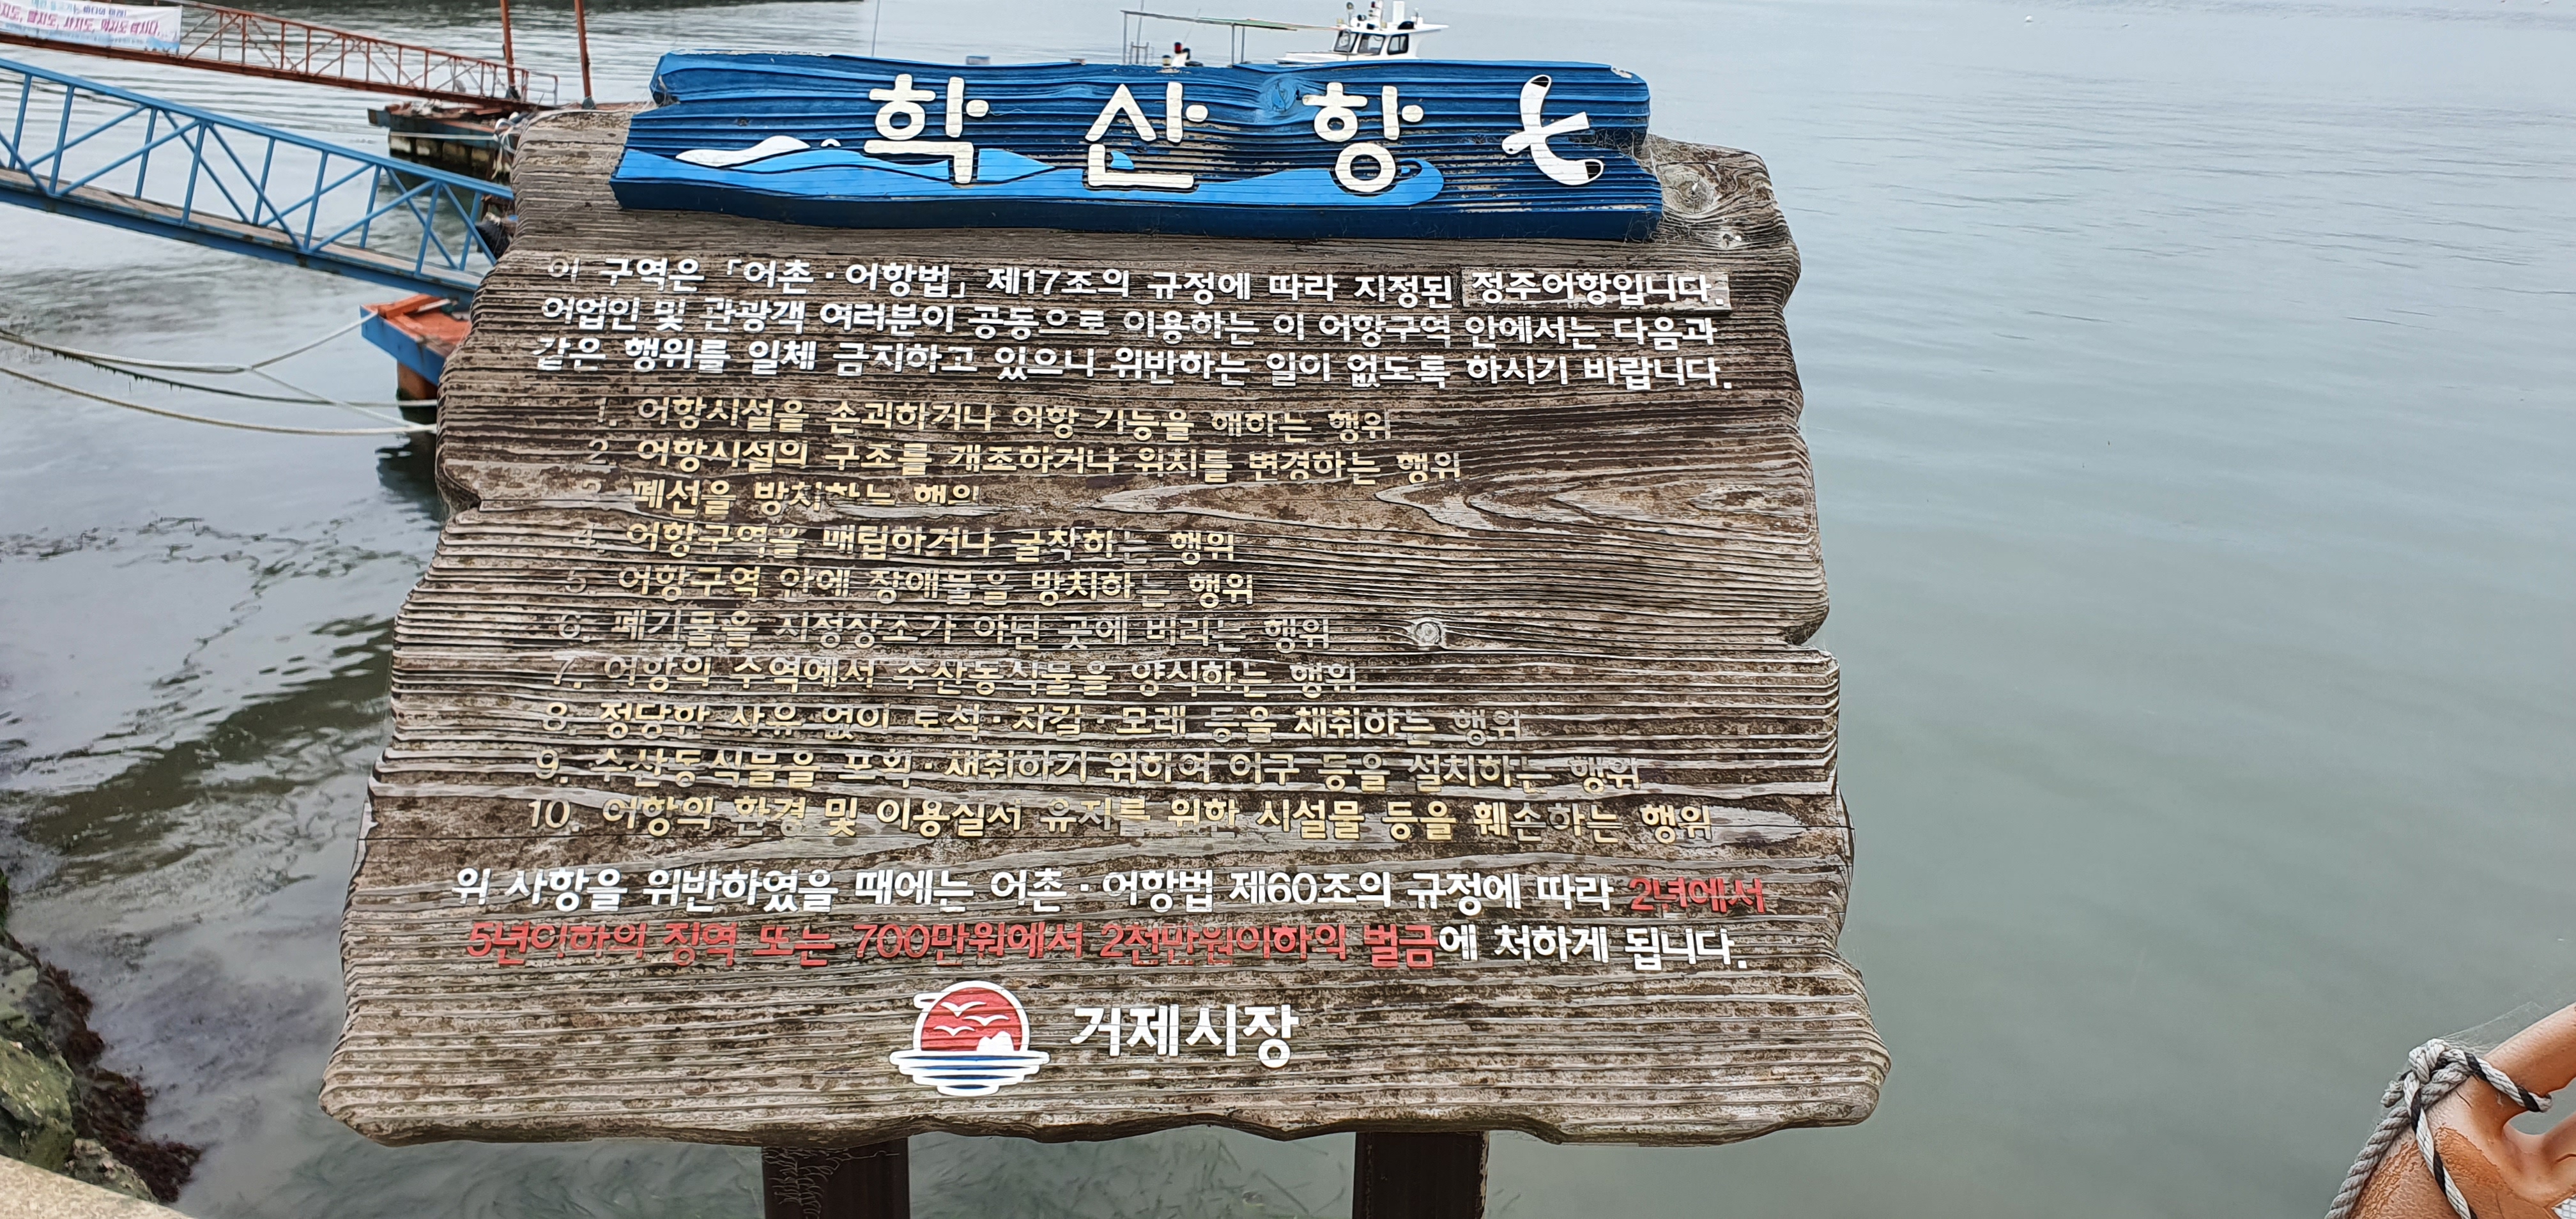 학산항
이 구역은 「어촌·어항법」 제17조의 규정에 따라 지정된 정주어항입니다.
어업인 및 관광객 여러분이 공동으로 이용하는 이 어항구역 안에서는 다음과
같은 행위를 일체 금지하고 있으니 위반하는 일이 없도록 하시기 바랍니다.
1. 어항시설을 손괴하거나 어항 기능을 해하는 행위
2. 어항시설의 구조를 개조하거나 위치를 변경하는 행위
3. 폐선을 방치하는 행위
4. 어항구역을 매립하거나 굴착하는 행위
5. 어항구역 안에 장애물을 방치하는 행위
6. 폐기물을 지정장소가 아닌 곳에 버리는 행위
7. 어항의 수역에서 수산동식물을 양식하는 행위
8. 정당한 사유 없이 토석·자갈·모래 등을 채취하는 행위
9. 수산동식물을 포획·채취하기 위하여 어구 등을 설치하는 행위
10. 어항의 환경 및 이용질서 유지를 위한 시설물 등을 훼손하는 행위
위 사항을 위반하였을 때에는 어촌·어항법 제60조의 규정에 따라 2년에서
5년이하의 징역 또는 700만원에서 2천만원이하의 벌금에 처하게 됩니다.
거제시장